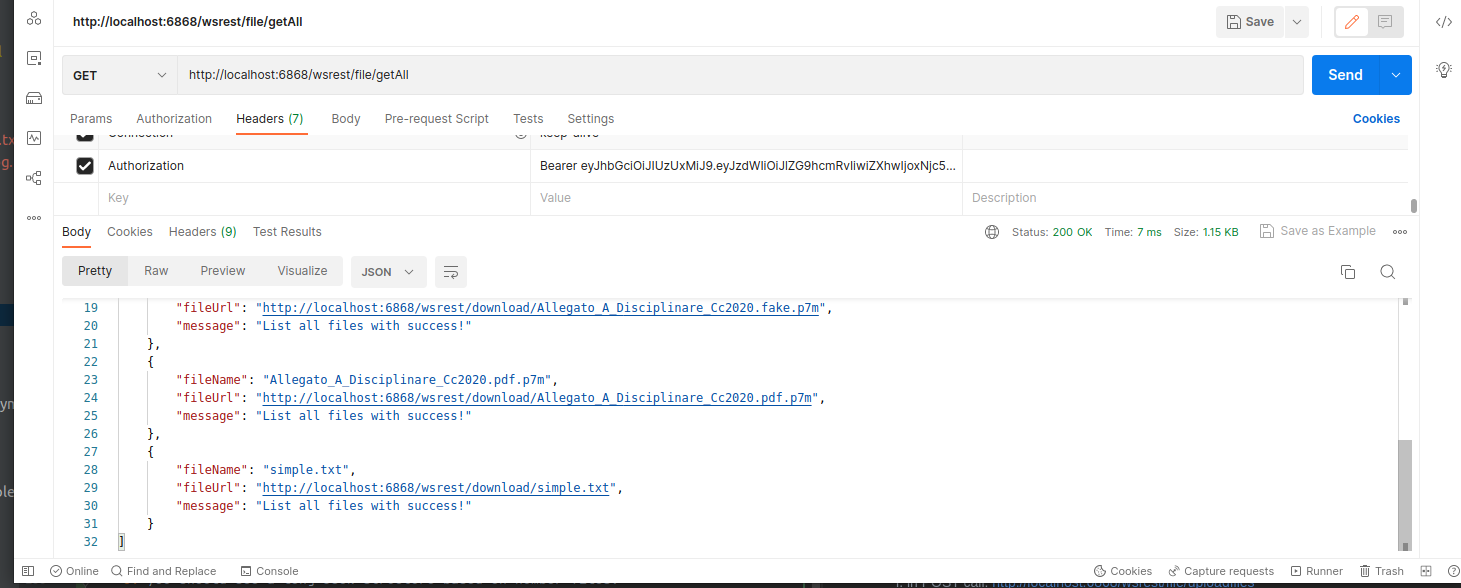 http://localhost:6868/wsrest/file/getAll
Save
GET
http://localhost:6868/wsrest/file/getAll
Send
Params Authorization Headers (7) Body Pre-request Script Tests Settings Cookies
Connection keep-alive
Authorization Bearer eyJhbGciOiJIUzUxMiJ9.eyJzdWIiOiJlZG9hcmRvIiwiZXhwIjoxNjc5...
Key Value Description
Body Cookies Headers (9) Test Results Status: 200 OK Time: 7 ms Size: 1.15 KB Save as Example
Pretty Raw Preview Visualize JSON
19 "fileUrl": "http://localhost:6868/wsrest/download/Allegato_A_Disciplinare_Cc2020.fake.p7m",
20 "message": "List all files with success!"
21 },
22 {
23 "fileName": "Allegato_A_Disciplinare_Cc2020.pdf.p7m",
24 "fileUrl": "http://localhost:6868/wsrest/download/Allegato_A_Disciplinare_Cc2020.pdf.p7m",
25 "message": "List all files with success!"
26 },
27 {
28 "fileName": "simple.txt",
29 "fileUrl": "http://localhost:6868/wsrest/download/simple.txt",
30 "message": "List all files with success!"
31 }
32 ]
Online Find and Replace Console Cookies Capture requests Runner Trash